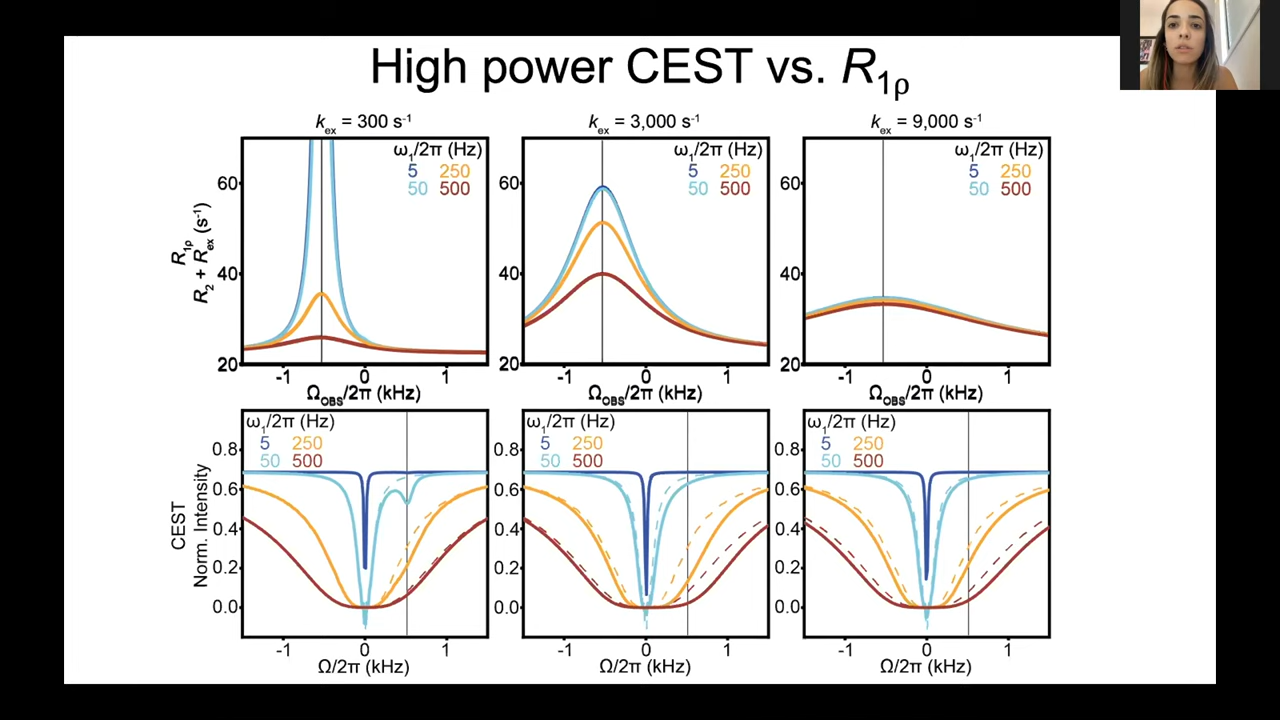 High power CEST vs. R1ρ
kex = 300 s-1
kex = 3,000 s-1
kex = 9,000 s-1
R1ρ
R2 + Rex (s-1)
60
40
20
ω1/2π (Hz)
5 250
50 500
-1 0 1
ΩOBS/2π (kHz)
60
40
20
ω1/2π (Hz)
5 250
50 500
-1 0 1
ΩOBS/2π (kHz)
60
40
20
ω1/2π (Hz)
5 250
50 500
-1 0 1
ΩOBS/2π (kHz)
CEST
Norm. Intensity
ω1/2π (Hz)
5 250
50 500
0.8
0.6
0.4
0.2
0.0
-1 0 1
Ω/2π (kHz)
ω1/2π (Hz)
5 250
50 500
0.8
0.6
0.4
0.2
0.0
-1 0 1
Ω/2π (kHz)
ω1/2π (Hz)
5 250
50 500
0.8
0.6
0.4
0.2
0.0
-1 0 1
Ω/2π (kHz)